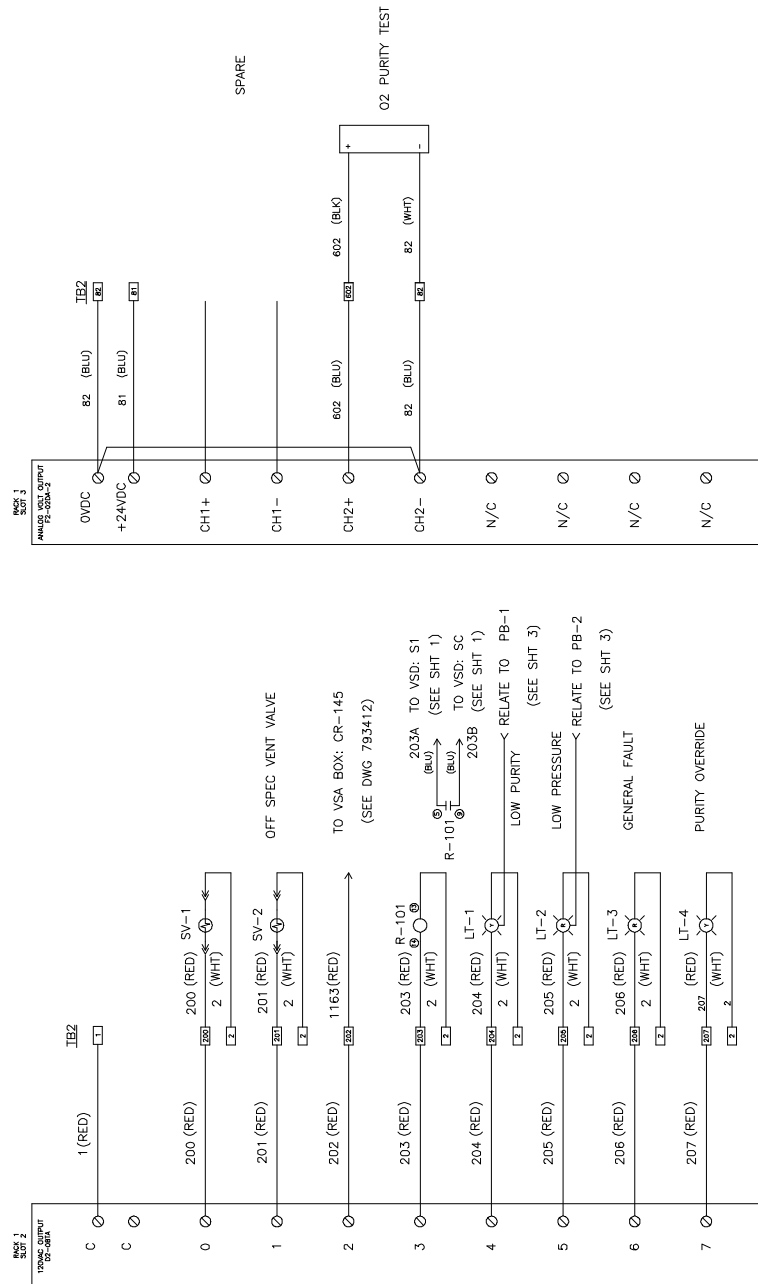 RACK 1
SLOT 2
120VAC OUTPUT
D2-08TA
C
1 (RED)
TB2
1
C
0
200 (RED)
200
200 (RED)
SV-1
2
2 (WHT)
1
201 (RED)
201
201 (RED)
SV-2
OFF SPEC VENT VALVE
2
2 (WHT)
2
202 (RED)
202
1163 (RED)
TO VSA BOX: CR-145
(SEE DWG 793412)
3
203 (RED)
203
203 (RED)
14
R-101
13
2
2 (WHT)
R-101
5
9
(BLU)
(BLU)
203A
TO VSD: S1
(SEE SHT 1)
203B
TO VSD: SC
(SEE SHT 1)
4
204 (RED)
204
204 (RED)
LT-1
Y
LOW PURITY
RELATE TO PB-1
(SEE SHT 3)
2
2 (WHT)
5
205 (RED)
205
205 (RED)
LT-2
R
LOW PRESSURE
RELATE TO PB-2
(SEE SHT 3)
2
2 (WHT)
6
206 (RED)
206
206 (RED)
LT-3
R
GENERAL FAULT
2
2 (WHT)
7
207 (RED)
207
207 (RED)
LT-4
Y
PURITY OVERRIDE
2
2 (WHT)
RACK 1
SLOT 3
ANALOG VOLT OUTPUT
F2-02DA-2
0VDC
82 (BLU)
TB2
82
+24VDC
81 (BLU)
81
CH1+
CH1-
SPARE
CH2+
602 (BLU)
602
602 (BLK)
+
CH2-
82 (BLU)
82
82 (WHT)
-
O2 PURITY TEST
N/C
N/C
N/C
N/C